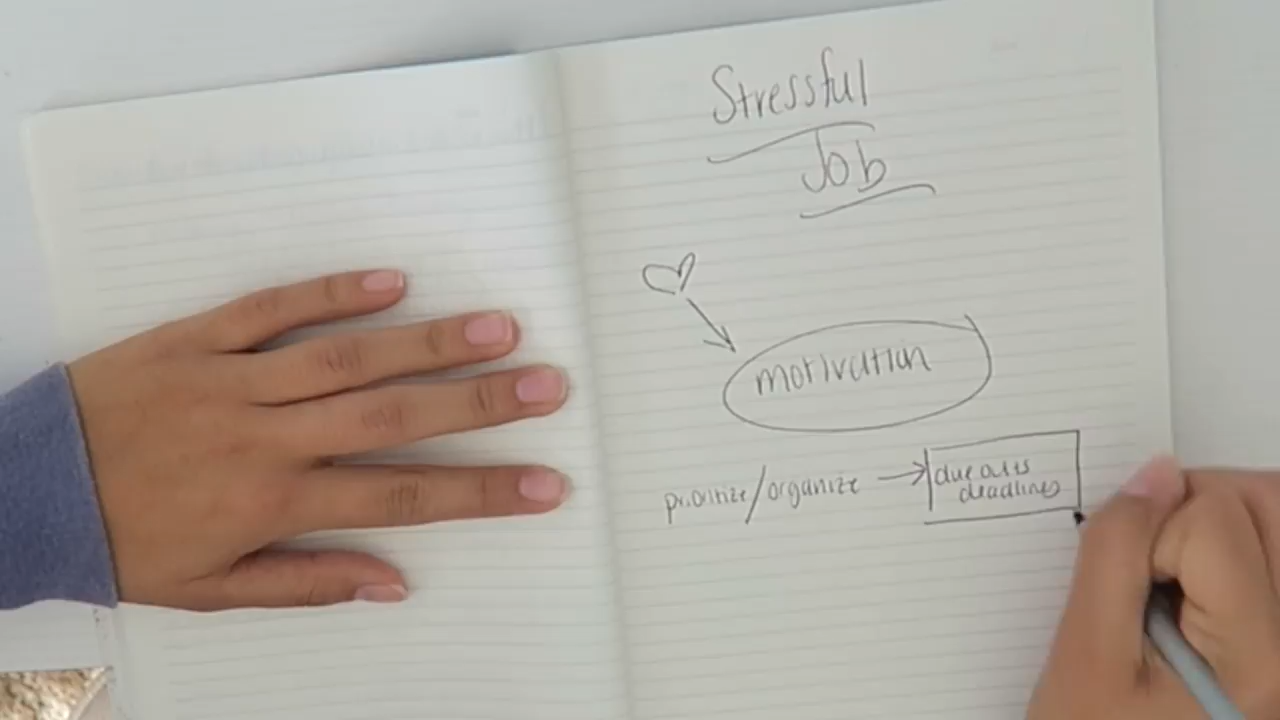 Stressful
Job
motivation
prioritize/organize
due dates
deadlines